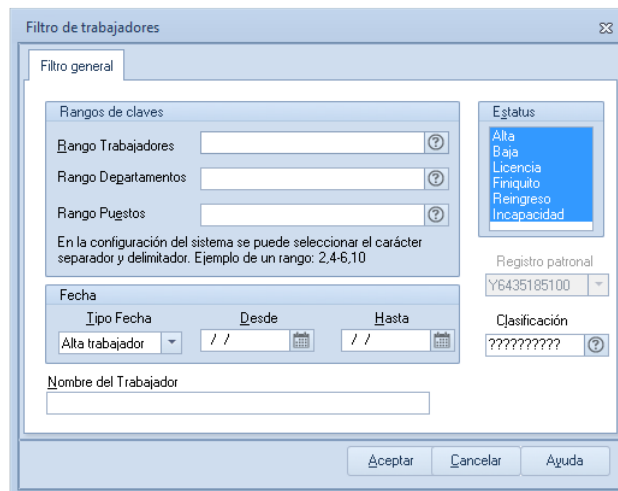 Filtro de trabajadores
Filtro general
Rangos de claves
Rango Trabajadores
Rango Departamentos
Rango Puestos
En la configuración del sistema se puede seleccionar el carácter
separador y delimitador. Ejemplo de un rango: 2,4-6,10
Estatus
Alta
Baja
Licencia
Finiquito
Reingreso
Incapacidad
Registro patronal
Y6435185100
Fecha
Tipo Fecha Desde Hasta
Alta trabajador / / / /
Clasificación
??????????
Nombre del Trabajador
Aceptar Cancelar Ayuda